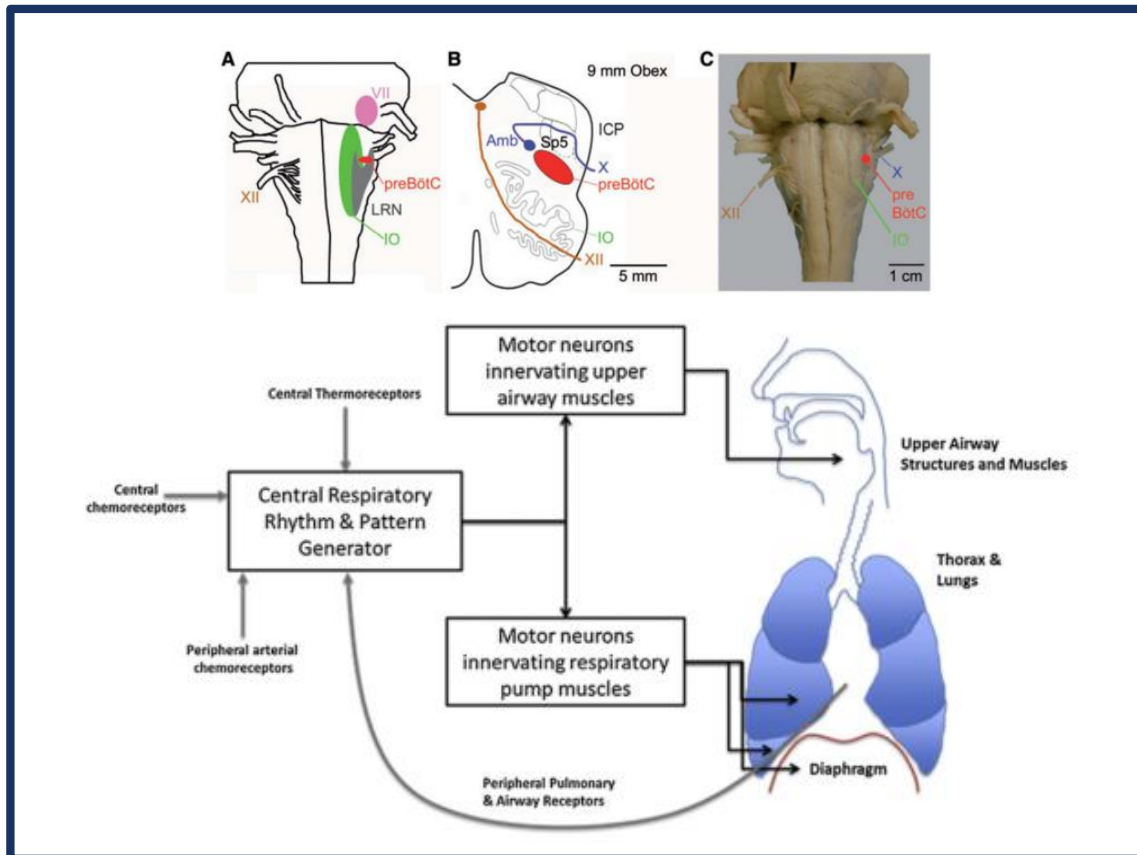 A
VII
preBötC
XII
LRN
IO
B
9 mm Obex
ICP
Amb
Sp5
X
preBötC
IO
XII
5 mm
C
X
pre
BötC
XII
IO
1 cm
Motor neurons
innervating upper
airway muscles
Central Thermoreceptors
Upper Airway
Structures and Muscles
Central
chemoreceptors
Central Respiratory
Rhythm & Pattern
Generator
Thorax &
Lungs
Peripheral arterial
chemoreceptors
Motor neurons
innervating respiratory
pump muscles
Diaphragm
Peripheral Pulmonary
& Airway Receptors